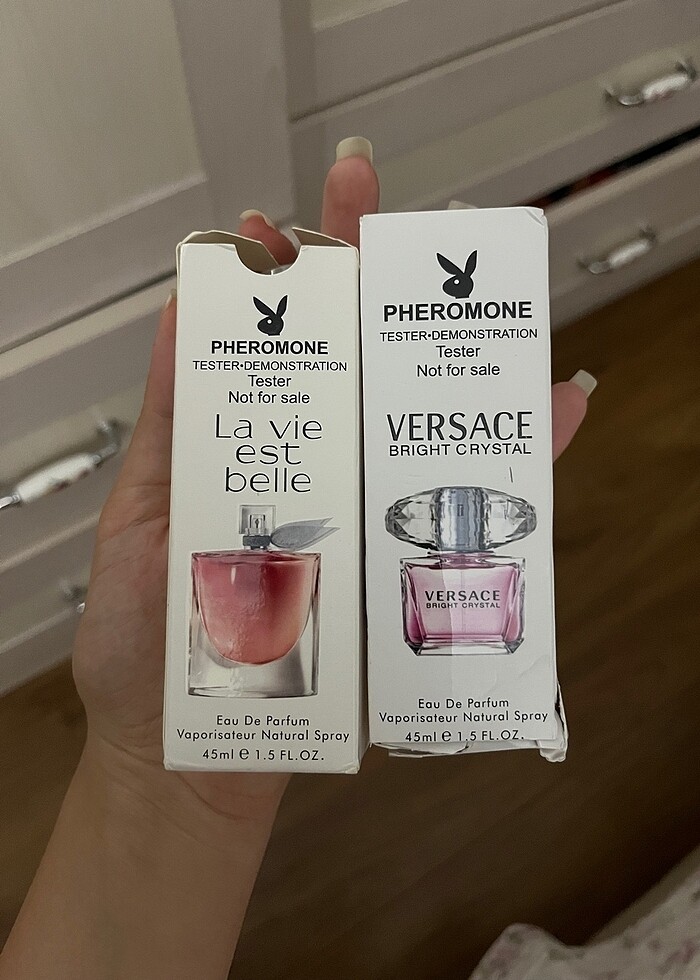 PHEROMONE
TESTER•DEMONSTRATION
Tester
Not for sale
La vie
est
belle
Eau De Parfum
Vaporisateur Natural Spray
45ml e 1.5 FL.OZ.
PHEROMONE
TESTER•DEMONSTRATION
Tester
Not for sale
VERSACE
BRIGHT CRYSTAL
VERSACE
BRIGHT CRYSTAL
Eau De Parfum
Vaporisateur Natural Spray
45ml e 1.5 FL.OZ.